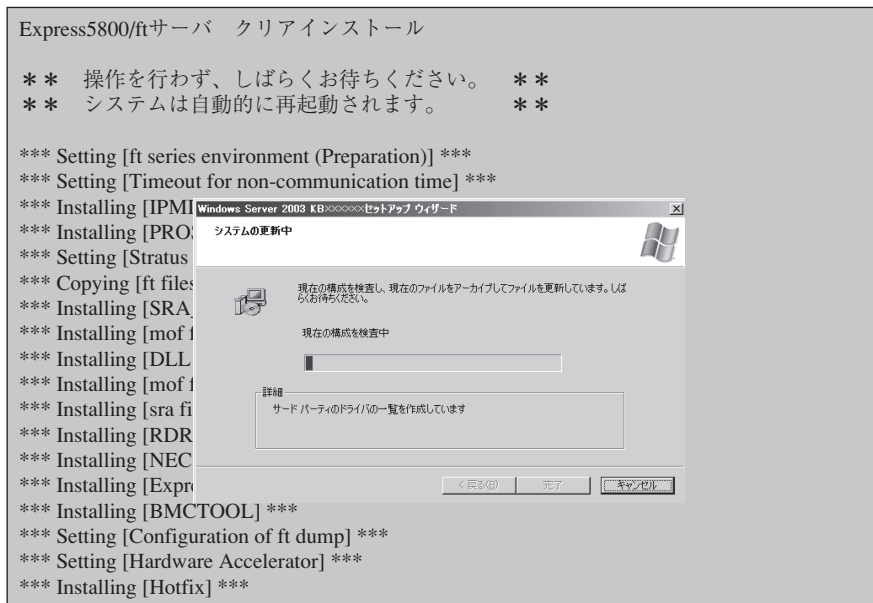 Express5800/ftサーバ　クリアインストール
＊＊　操作を行わず、しばらくお待ちください。　＊＊
＊＊　システムは自動的に再起動されます。　＊＊
*** Setting [ft series environment (Preparation)] ***
*** Setting [Timeout for non-communication time] ***
*** Installing [IPMI
*** Installing [PROS
*** Setting [Stratus
*** Copying [ft files
*** Installing [SRA_
*** Installing [mof f
*** Installing [DLL
*** Installing [mof f
*** Installing [sra fi
*** Installing [RDR
*** Installing [NEC
*** Installing [Expre
*** Installing [BMCTOOL] ***
*** Setting [Configuration of ft dump] ***
*** Setting [Hardware Accelerator] ***
*** Installing [Hotfix] ***
Windows Server 2003 KB××××××セットアップ ウィザード
システムの更新中
現在の構成を検査し、現在のファイルをアーカイブしてファイルを更新しています。しば
らくお待ちください。
現在の構成を検査中
詳細
サード パーティのドライバの一覧を作成しています
< 戻る(B)
完了
キャンセル